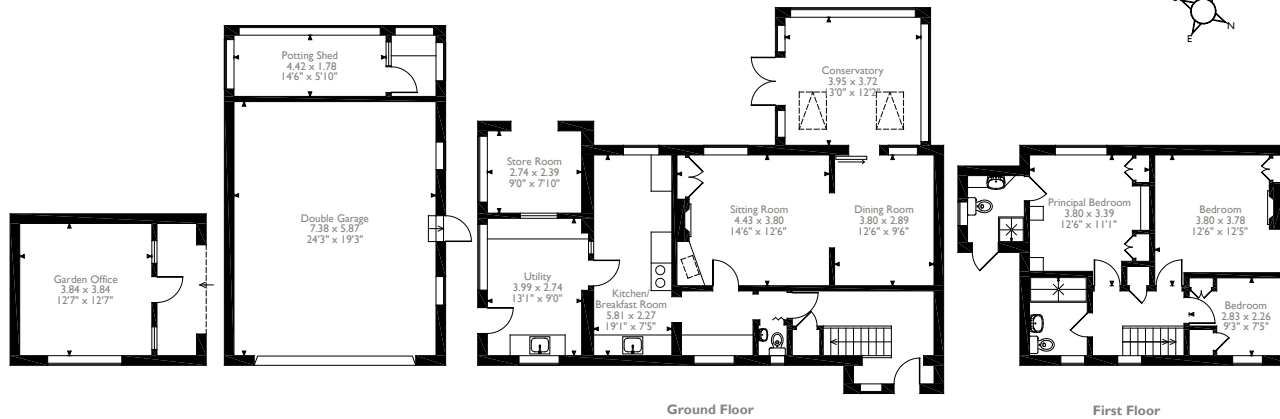 N
E
Potting Shed
4.42 x 1.78
14'6" x 5'10"
Conservatory
3.95 x 3.72
13'0" x 12'2"
Store Room
2.74 x 2.39
9'0" x 7'10"
Double Garage
7.38 x 5.87
24'3" x 19'3"
Sitting Room
4.43 x 3.80
14'6" x 12'6"
Dining Room
3.80 x 2.89
12'6" x 9'6"
Principal Bedroom
3.80 x 3.39
12'6" x 11'1"
Bedroom
3.80 x 3.78
12'6" x 12'5"
Garden Office
3.84 x 3.84
12'7" x 12'7"
Utility
3.99 x 2.74
13'1" x 9'0"
Kitchen/
Breakfast Room
5.81 x 2.27
19'1" x 7'5"
Bedroom
2.83 x 2.26
9'3" x 7'5"
Ground Floor
First Floor